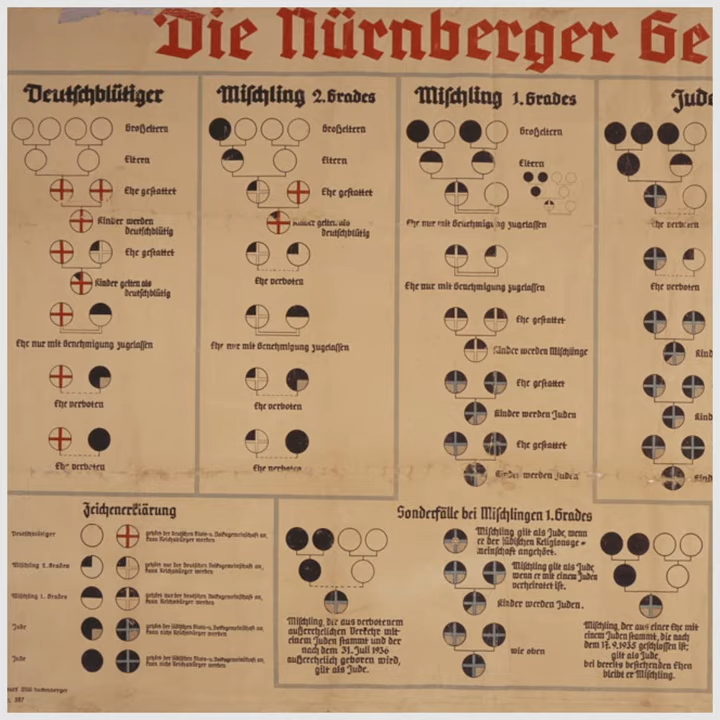 Die Nürnberger Ge
Deutschblütiger
Großeltern
Eltern
Ehe gestattet
Kinder werden
deutschblütig
Ehe gestattet
Kinder gelten als
deutschblütig
Ehe nur mit Genehmigung zugelassen
Ehe verboten
Ehe verboten
Mischling 2. Grades
Großeltern
Eltern
Ehe gestattet
Kinder gelten als
deutschblütig
Ehe verboten
Ehe nur mit Genehmigung zugelassen
Ehe verboten
Ehe verboten
Mischling 1. Grades
Großeltern
Eltern
Ehe nur mit Genehmigung zugelassen
Ehe nur mit Genehmigung zugelassen
Ehe gestattet
Kinder werden Mischlinge
Ehe gestattet
Kinder werden Juden
Ehe gestattet
Kinder werden Juden
Jude
Ehe verboten
Ehe verboten
Kind
Kind
Kind
Zeichenerklärung
Deutschblütiger
Mischling 2. Grades
Mischling 1. Grades
Jude
Jude
Sonderfälle bei Mischlingen 1. Grades
Mischling, der aus verbotenem
außerehelichen Verkehr mit
einem Juden stammt und der
nach dem 31. Juli 1936
außerehelich geboren wird,
gilt als Jude.
Mischling gilt als Jude, wenn
er der jüdischen Religionsge-
meinschaft angehört.
Mischling gilt als Jude,
wenn er mit einem Juden
verheiratet ist.
Kinder werden Juden.
wie oben
Mischling, der aus einer Ehe mit
einem Juden stammt, die nach
dem 17. 9. 1935 geschlossen ist,
gilt als Jude,
bei bereits bestehenden Ehen
bleibt er Mischling.